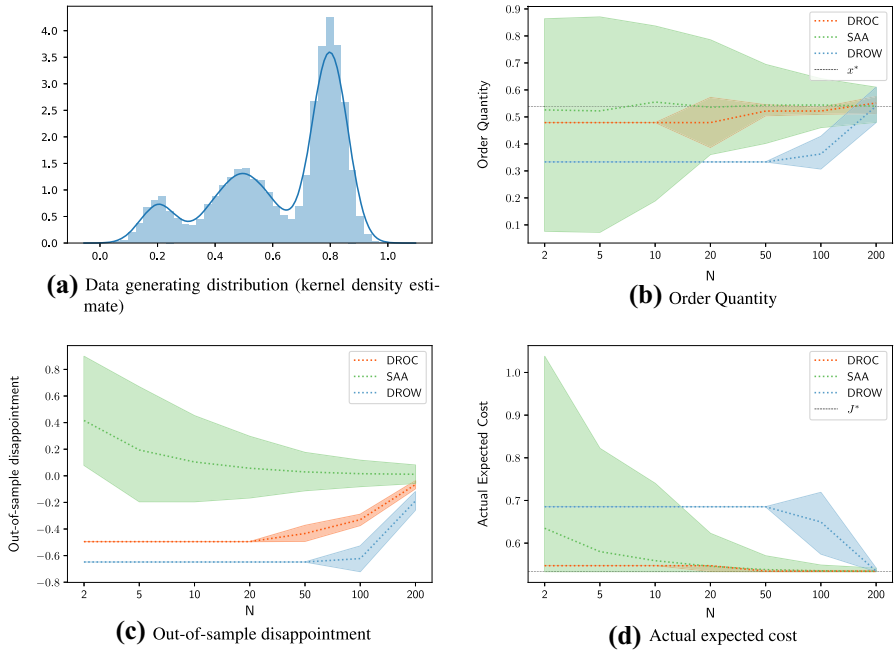 4.0
3.5
3.0
2.5
2.0
1.5
1.0
0.5
0.0
0.0 0.2 0.4 0.6 0.8 1.0
(a) Data generating distribution (kernel density esti-
mate)
Order Quantity
0.9
0.8
0.7
0.6
0.5
0.4
0.3
0.2
0.1
DROC
SAA
DROW
x*
2 5 10 20 50 100 200
N
(b) Order Quantity
Out-of-sample disappointment
0.8
0.6
0.4
0.2
0.0
−0.2
−0.4
−0.6
−0.8
DROC
SAA
DROW
2 5 10 20 50 100 200
N
(c) Out-of-sample disappointment
Actual Expected Cost
1.0
0.9
0.8
0.7
0.6
DROC
SAA
DROW
J*
2 5 10 20 50 100 200
N
(d) Actual expected cost